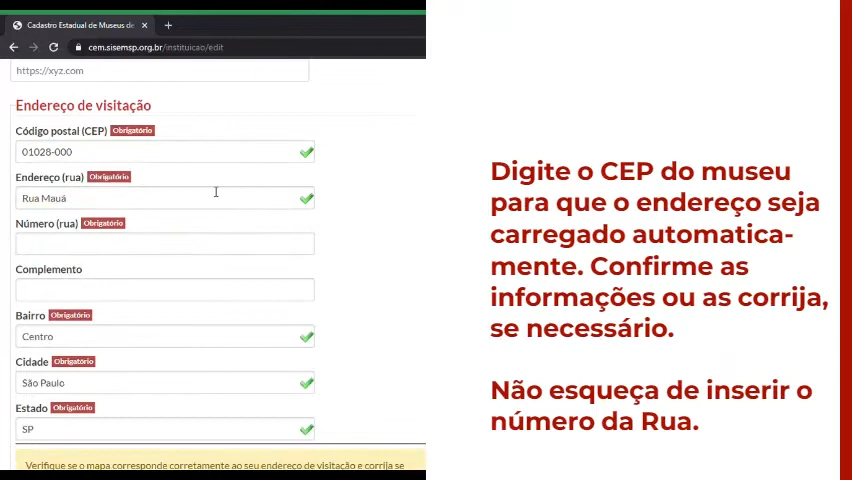 Cadastro Estadual de Museus de
cem.sisemsp.org.br/instituicao/edit
https://xyz.com
Endereço de visitação
Código postal (CEP) Obrigatório
01028-000
Endereço (rua) Obrigatório
Rua Mauá
Número (rua) Obrigatório
Complemento
Bairro Obrigatório
Centro
Cidade Obrigatório
São Paulo
Estado Obrigatório
SP
Verifique se o mapa corresponde corretamente ao seu endereço de visitação e corrija se
Digite o CEP do museu
para que o endereço seja
carregado automatica-
mente. Confirme as
informações ou as corrija,
se necessário.
Não esqueça de inserir o
número da Rua.